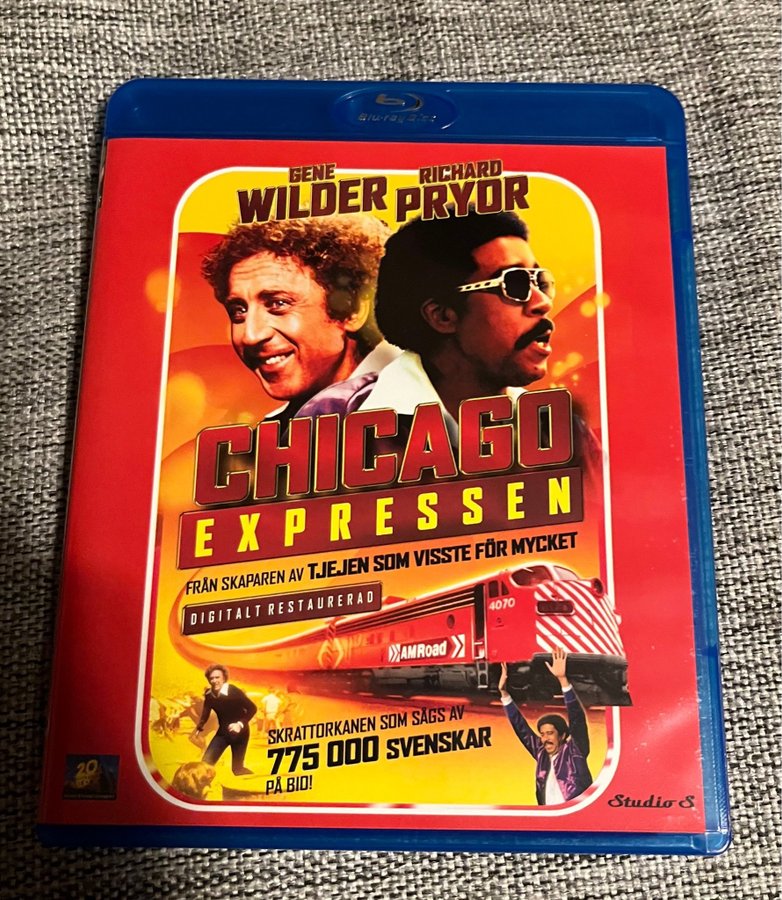 Blu-ray Disc
GENE RICHARD
WILDER PRYOR
CHICAGO
EXPRESSEN
FRÅN SKAPAREN AV TJEJEN SOM VISSTE FÖR MYCKET
DIGITALT RESTAURERAD
4070
AMRoad
SKRATTORKANEN SOM SÅGS AV
775 000 SVENSKAR
PÅ BIO!
20
Studio S